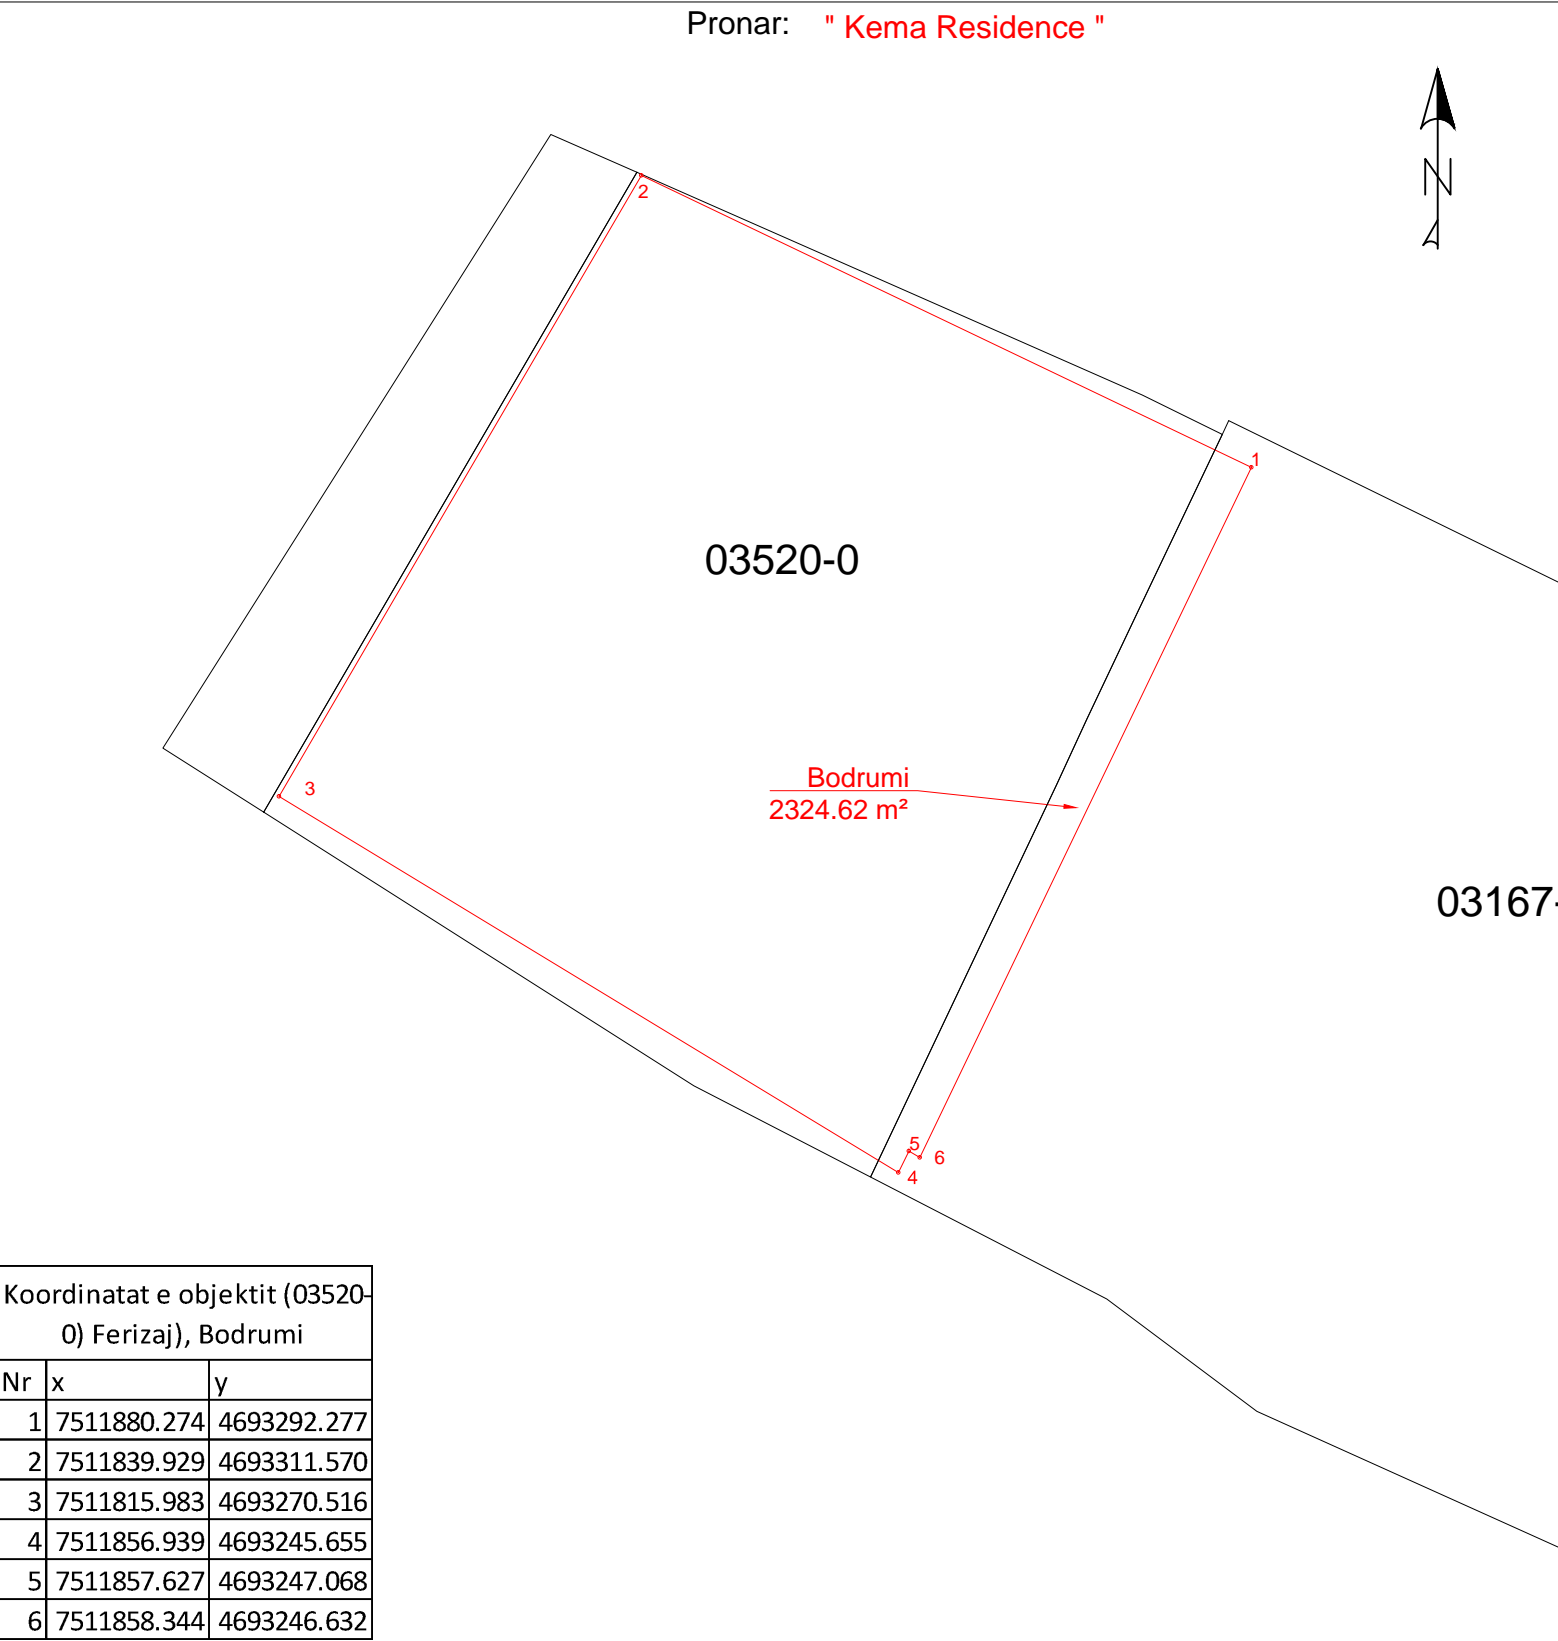 Pronar: " Kema Residence "
N
2
1
03520-0
3
Bodrumi
2324.62 m²
03167-
5
6
4
Koordinatat e objektit (03520-
0) Ferizaj), Bodrumi
Nr x y
1 7511880.274 4693292.277
2 7511839.929 4693311.570
3 7511815.983 4693270.516
4 7511856.939 4693245.655
5 7511857.627 4693247.068
6 7511858.344 4693246.632